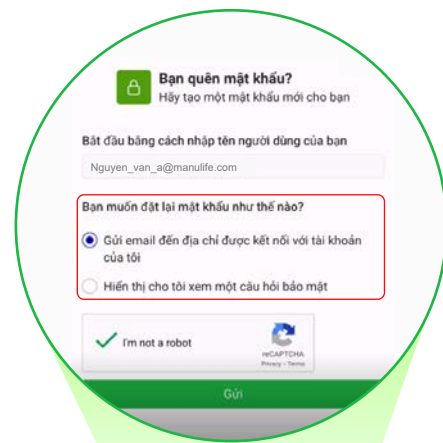 Bạn quên mật khẩu?
Hãy tạo một mật khẩu mới cho bạn
Bắt đầu bằng cách nhập tên người dùng của bạn
Nguyen_van_a@manulife.com
Bạn muốn đặt lại mật khẩu như thế nào?
Gửi email đến địa chỉ được kết nối với tài khoản
của tôi
Hiển thị cho tôi xem một câu hỏi bảo mật
I'm not a robot
reCAPTCHA
Privacy - Terms
Gửi